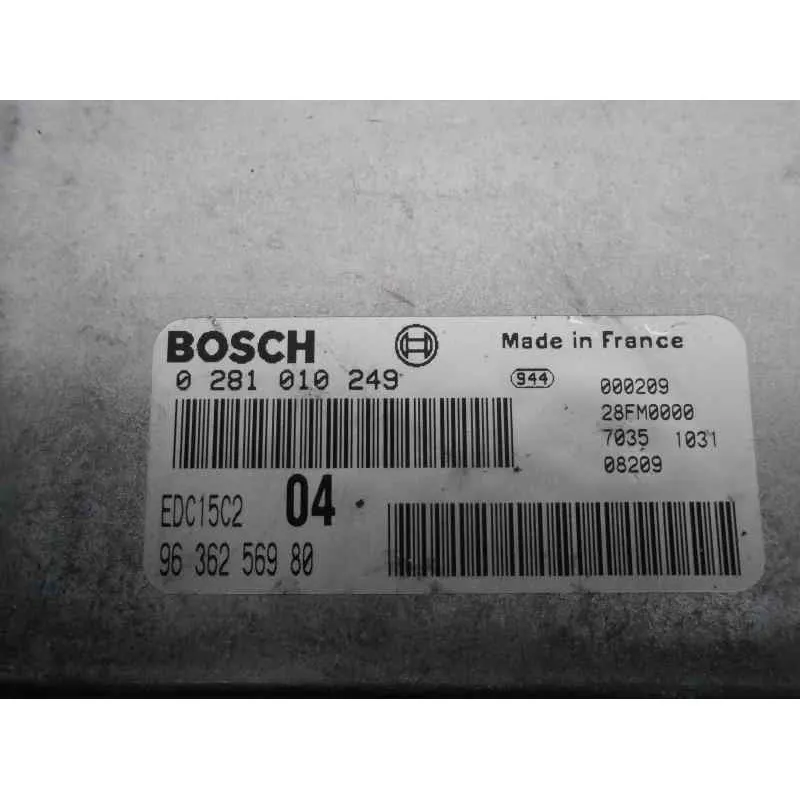 BOSCH
Made in France
0 281 010 249
944
000209
28FM0000
7035 1031
08209
EDC15C2 04
96 362 569 80